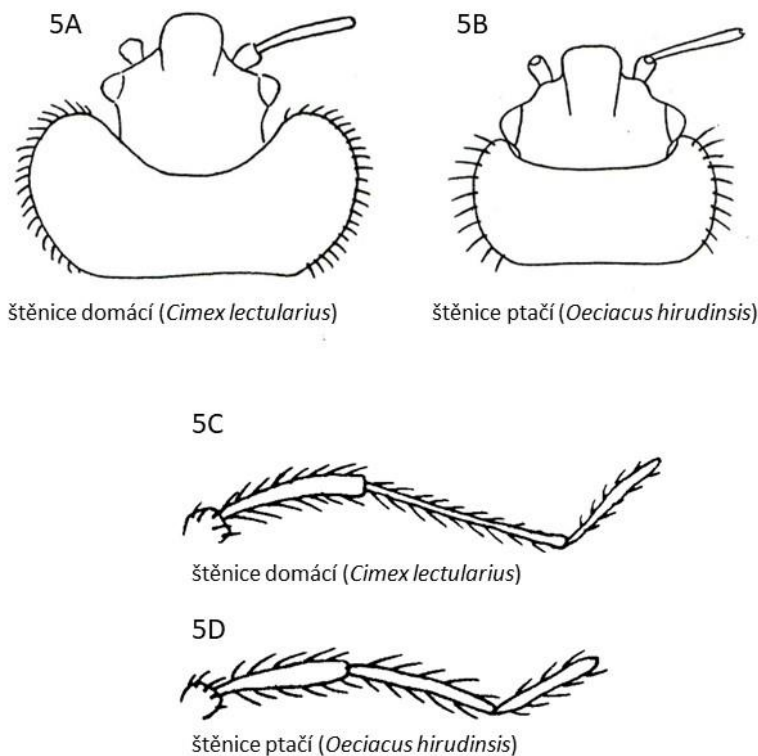 5A
5B
štěnice domácí (Cimex lectularius)
štěnice ptačí (Oeciacus hirudinsis)
5C
štěnice domácí (Cimex lectularius)
5D
štěnice ptačí (Oeciacus hirudinsis)